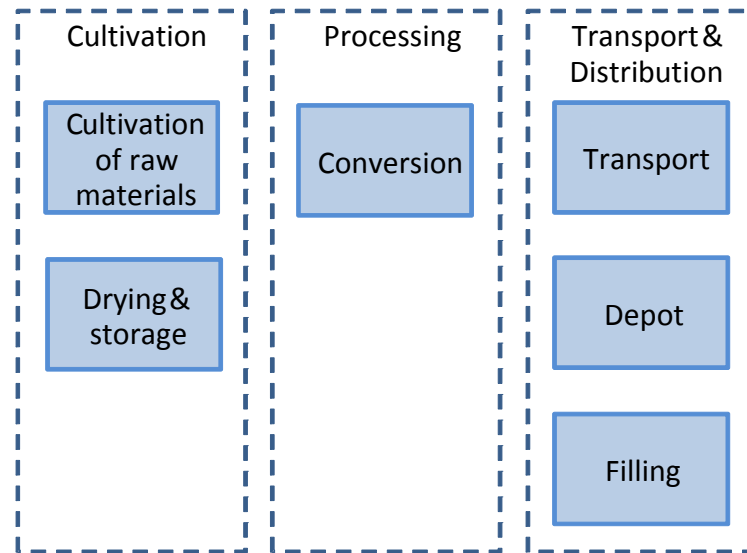 Cultivation
Cultivation
of raw
materials
Drying &
storage
Processing
Conversion
Transport &
Distribution
Transport
Depot
Filling